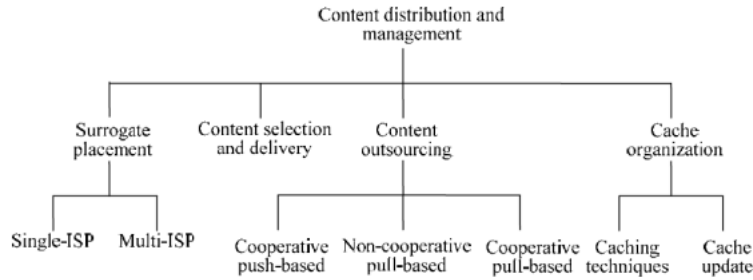 Content distribution and
management
Surrogate
placement
Content selection
and delivery
Content
outsourcing
Cache
organization
Single-ISP
Multi-ISP
Cooperative
push-based
Non-cooperative
pull-based
Cooperative
pull-based
Caching
techniques
Cache
update